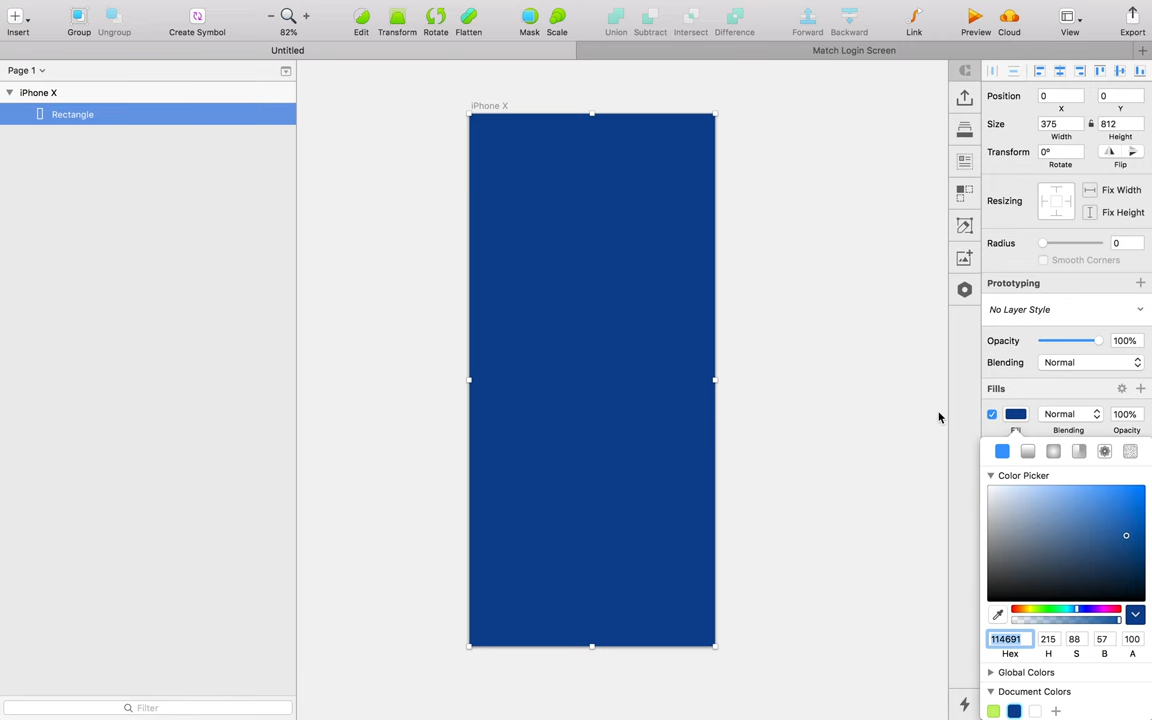 Insert Group Ungroup Create Symbol 82% Edit Transform Rotate Flatten Mask Scale Union Subtract Intersect Difference Forward Backward Link Preview Cloud View Export
Untitled Match Login Screen
Page 1
iPhone X
Rectangle
Filter
iPhone X
Position 0 0
X Y
Size 375 812
Width Height
Transform 0°
Rotate Flip
Resizing Fix Width
Fix Height
Radius 0
Smooth Corners
Prototyping
No Layer Style
Opacity 100%
Blending Normal
Fills
Normal 100%
Fill Blending Opacity
Color Picker
114691 215 88 57 100
Hex H S B A
Global Colors
Document Colors